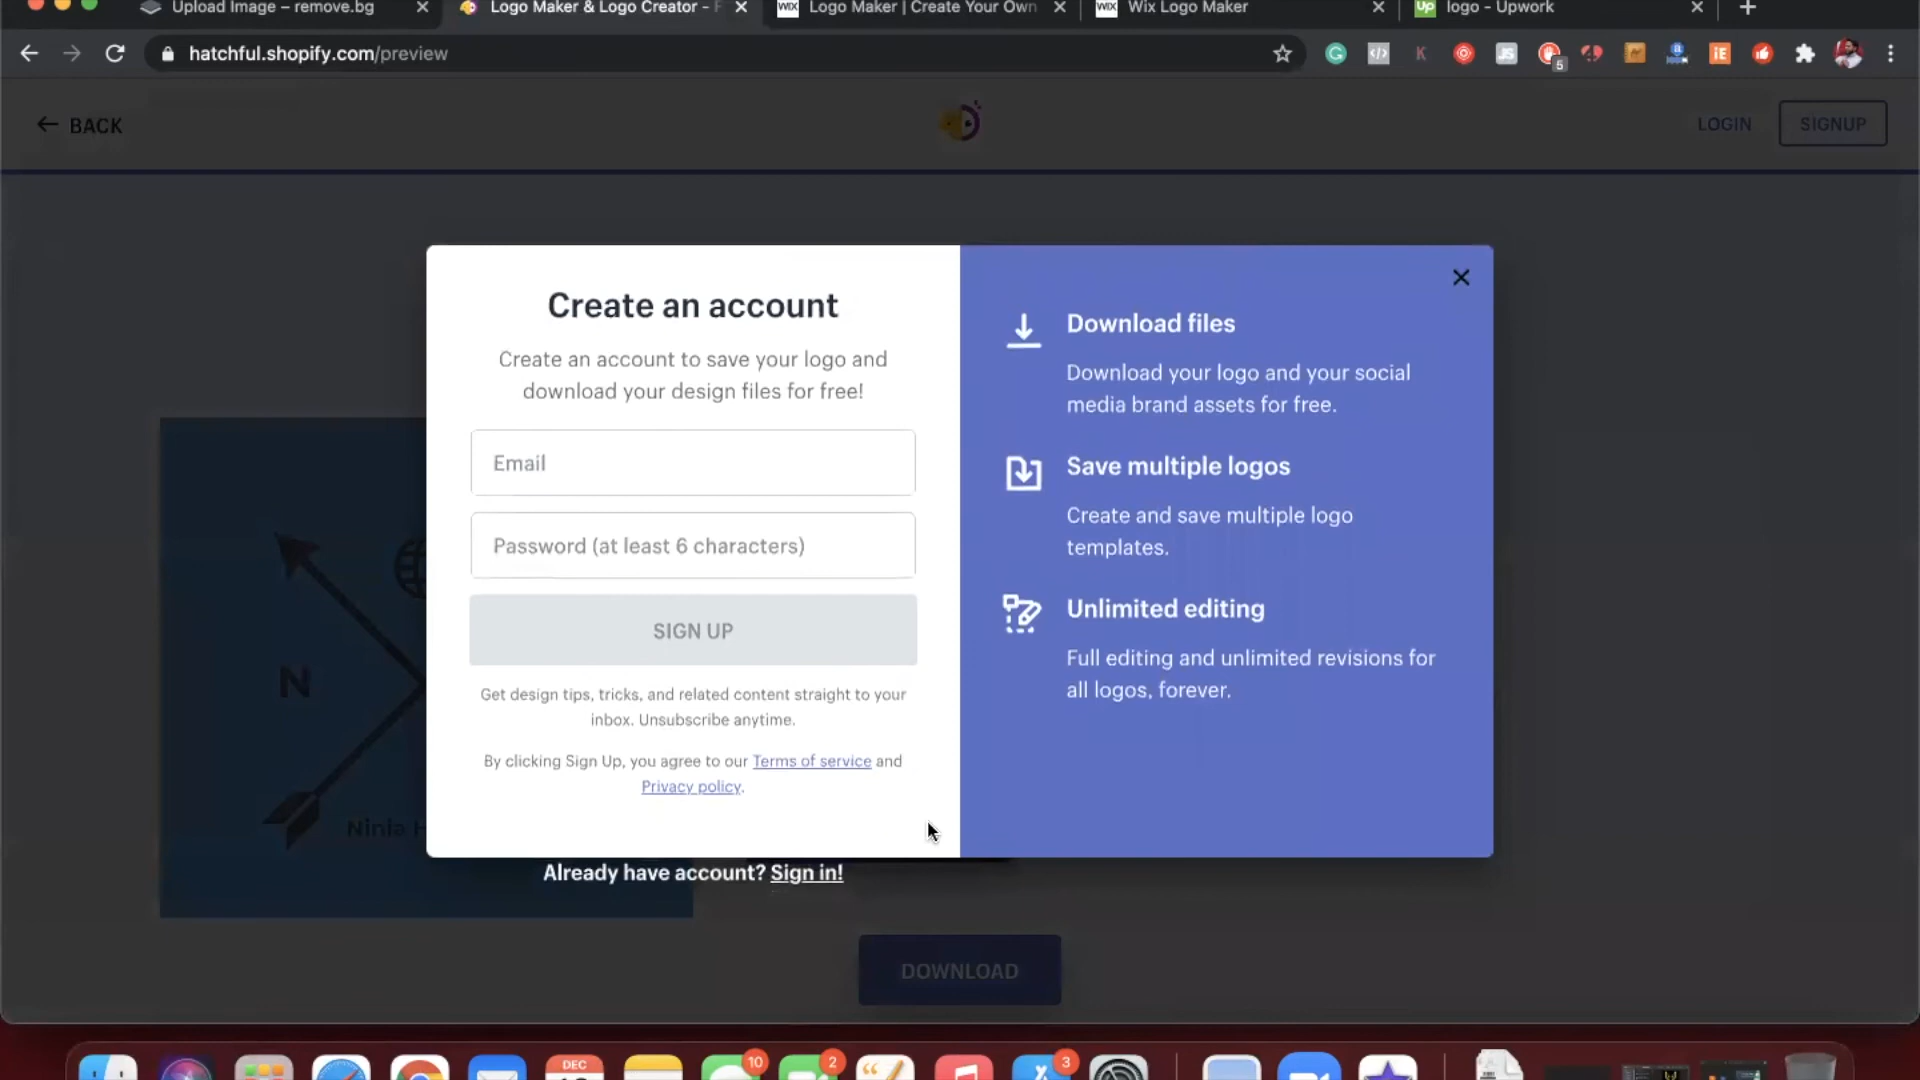 Upload Image – remove.bg
Logo Maker & Logo Creator - F
WIX Logo Maker | Create Your Own
WIX Wix Logo Maker
Up logo - Upwork
hatchful.shopify.com/preview
5
BACK
LOGIN
SIGNUP
Create an account
Create an account to save your logo and
download your design files for free!
Email
Password (at least 6 characters)
SIGN UP
Get design tips, tricks, and related content straight to your
inbox. Unsubscribe anytime.
By clicking Sign Up, you agree to our Terms of service and
Privacy policy.
Download files
Download your logo and your social
media brand assets for free.
Save multiple logos
Create and save multiple logo
templates.
Unlimited editing
Full editing and unlimited revisions for
all logos, forever.
N
Ninja H
Already have account? Sign in!
DOWNLOAD
DEC
10
2
3